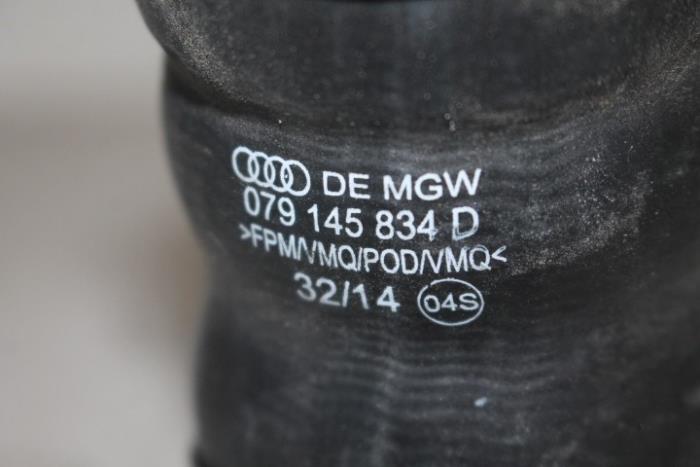 DE MGW
079 145 834 D
>FPM/VMQ/POD/VMQ<
32/14 04S